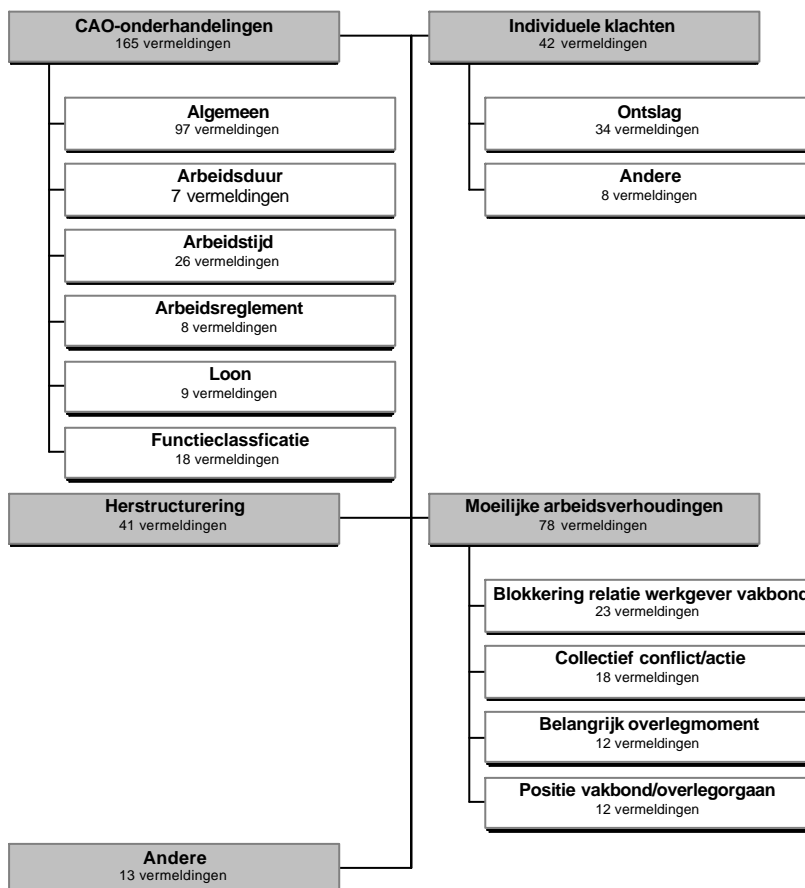 CAO-onderhandelingen
165 vermeldingen
Algemeen
97 vermeldingen
Arbeidsduur
7 vermeldingen
Arbeidstijd
26 vermeldingen
Arbeidsreglement
8 vermeldingen
Loon
9 vermeldingen
Functieclassficatie
18 vermeldingen
Individuele klachten
42 vermeldingen
Ontslag
34 vermeldingen
Andere
8 vermeldingen
Herstructurering
41 vermeldingen
Moeilijke arbeidsverhoudingen
78 vermeldingen
Blokkering relatie werkgever vakbond
23 vermeldingen
Collectief conflict/actie
18 vermeldingen
Belangrijk overlegmoment
12 vermeldingen
Positie vakbond/overlegorgaan
12 vermeldingen
Andere
13 vermeldingen